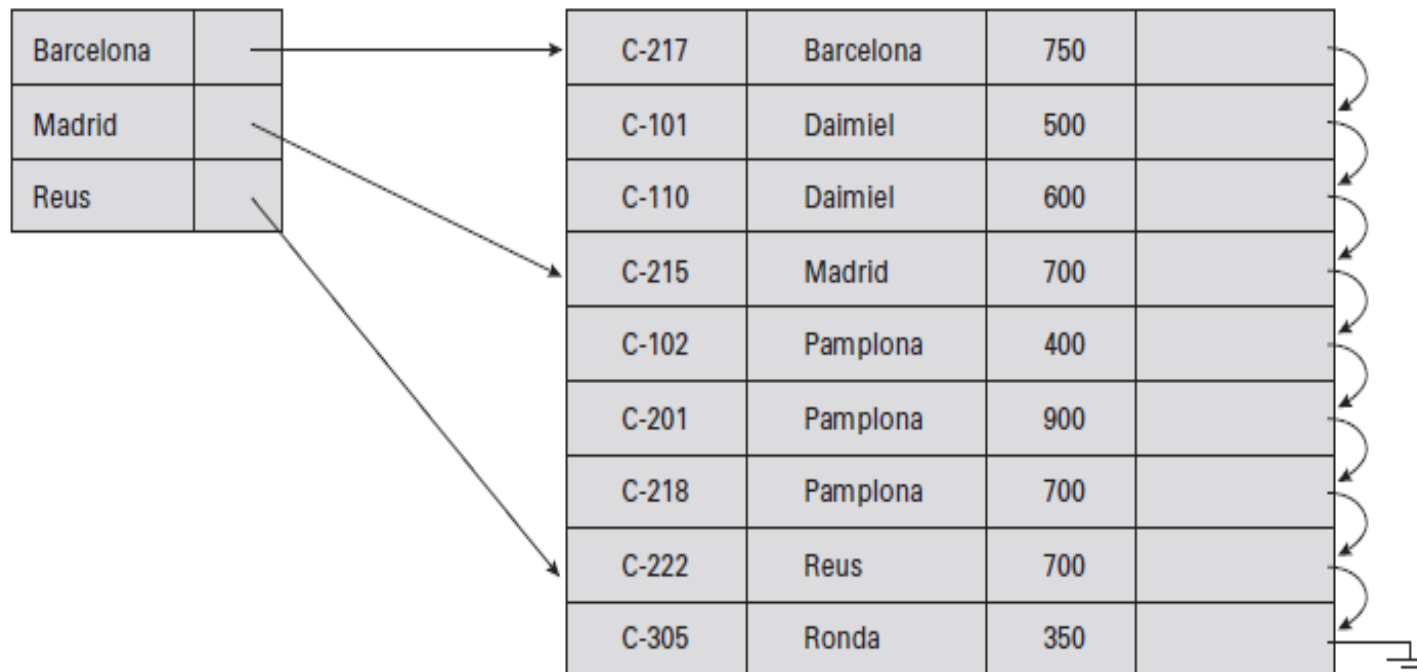 Barcelona
Madrid
Reus
C-217 Barcelona 750
C-101 Daimiel 500
C-110 Daimiel 600
C-215 Madrid 700
C-102 Pamplona 400
C-201 Pamplona 900
C-218 Pamplona 700
C-222 Reus 700
C-305 Ronda 350